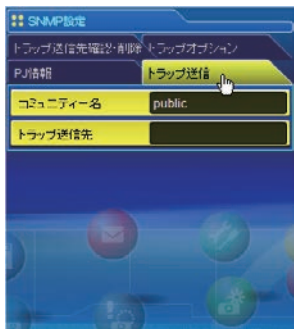 SNMP設定
トラップ送信先確認・削除 トラップオプション
PJ情報 トラップ送信
コミュニティー名 public
トラップ送信先